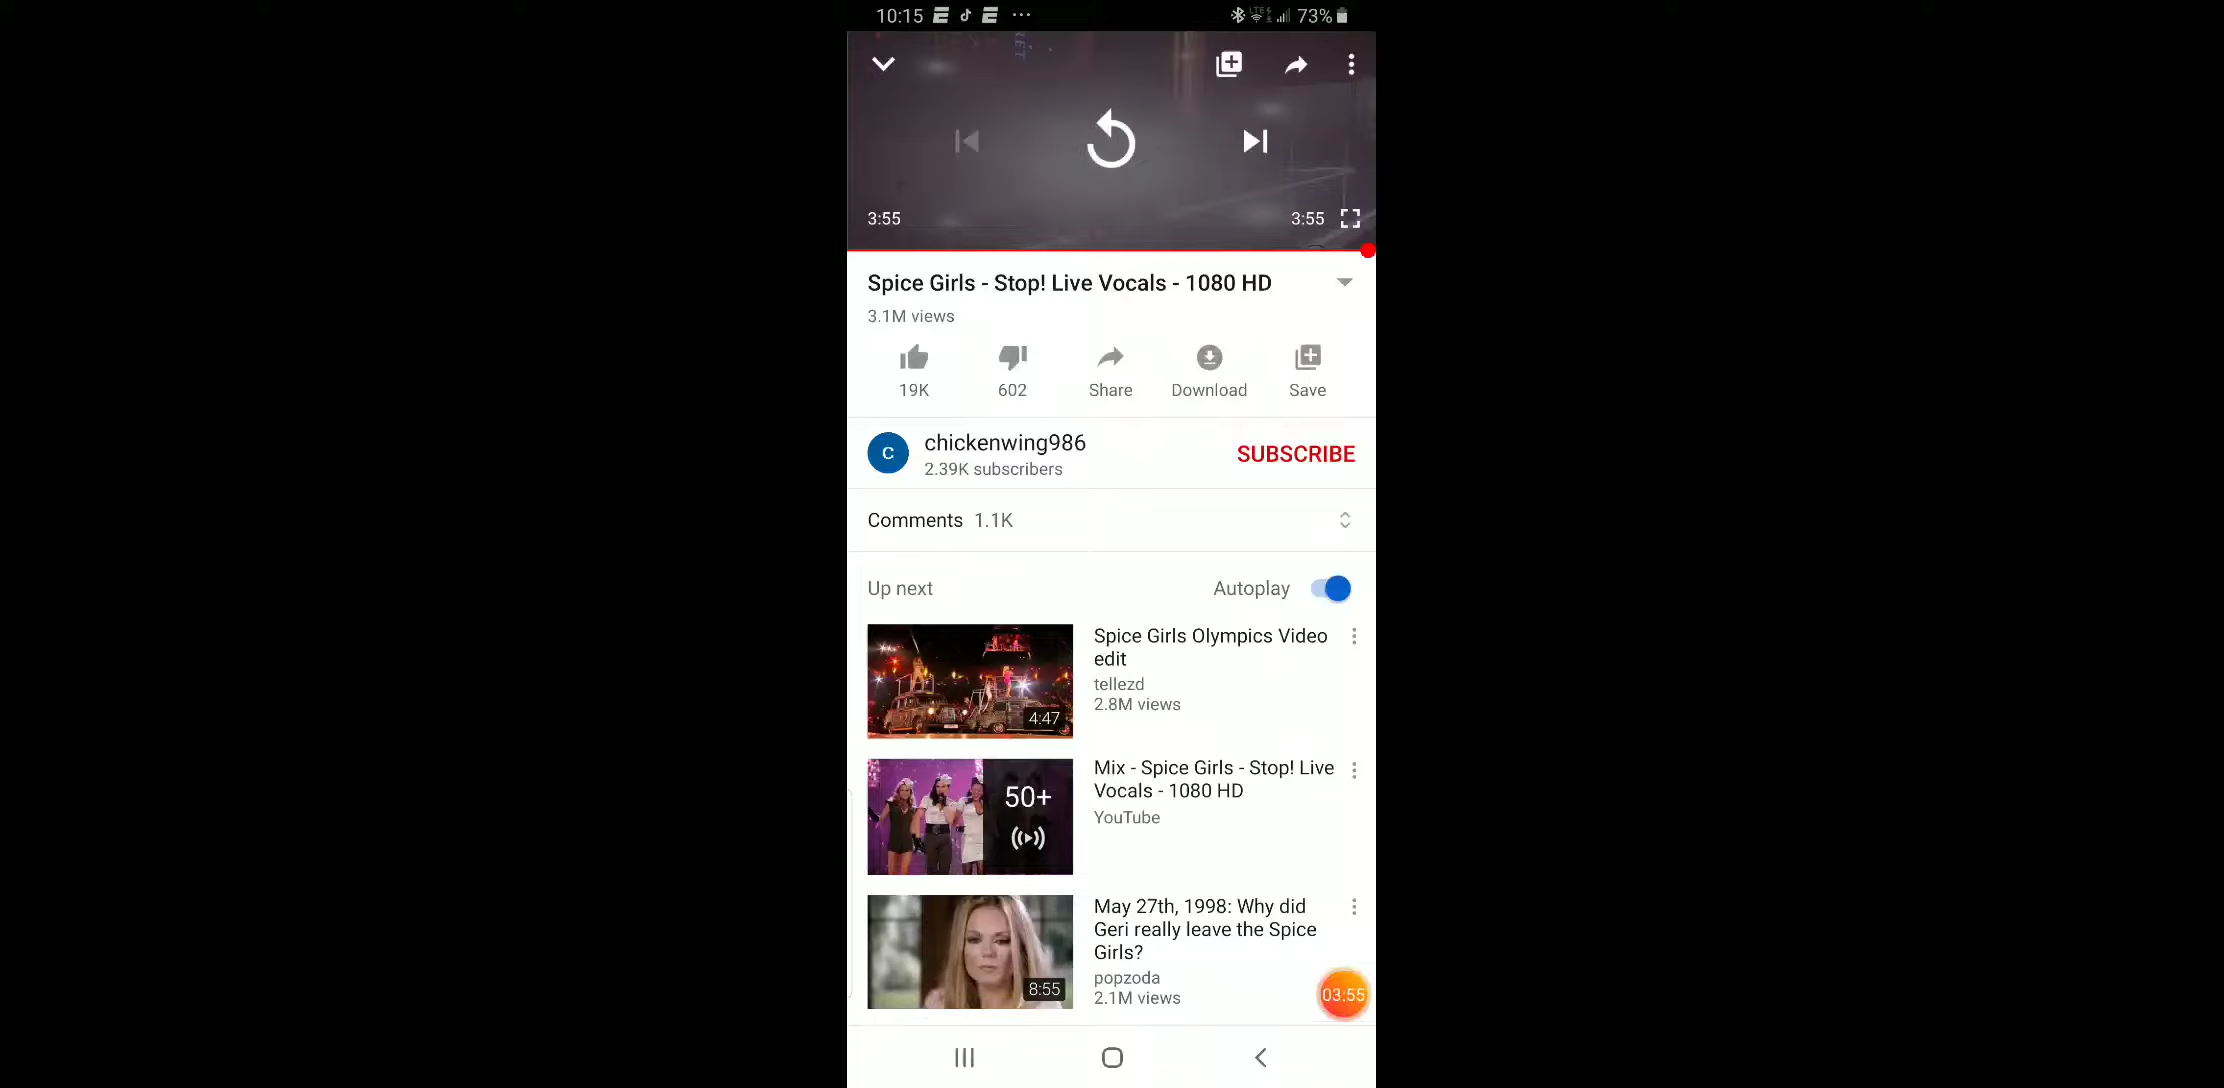 10:15
LTE 73%
3:55 3:55
Spice Girls - Stop! Live Vocals - 1080 HD
3.1M views
19K 602 Share Download Save
C chickenwing986
2.39K subscribers
SUBSCRIBE
Comments 1.1K
Up next Autoplay
Spice Girls Olympics Video
edit
tellezd
2.8M views
4:47
Mix - Spice Girls - Stop! Live
Vocals - 1080 HD
YouTube
50+
May 27th, 1998: Why did
Geri really leave the Spice
Girls?
popzoda
2.1M views
8:55
03:55